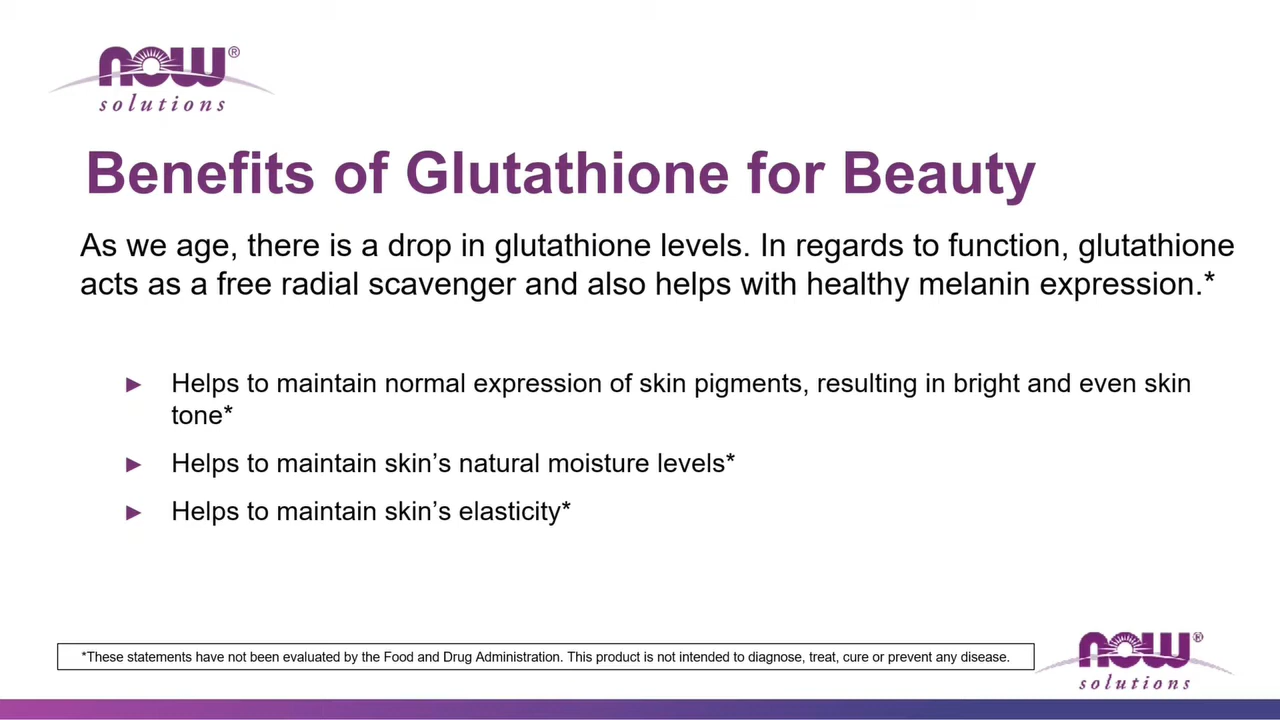 now®
solutions
Benefits of Glutathione for Beauty
As we age, there is a drop in glutathione levels. In regards to function, glutathione
acts as a free radial scavenger and also helps with healthy melanin expression.*
► Helps to maintain normal expression of skin pigments, resulting in bright and even skin
tone*
► Helps to maintain skin’s natural moisture levels*
► Helps to maintain skin’s elasticity*
*These statements have not been evaluated by the Food and Drug Administration. This product is not intended to diagnose, treat, cure or prevent any disease.
now®
solutions